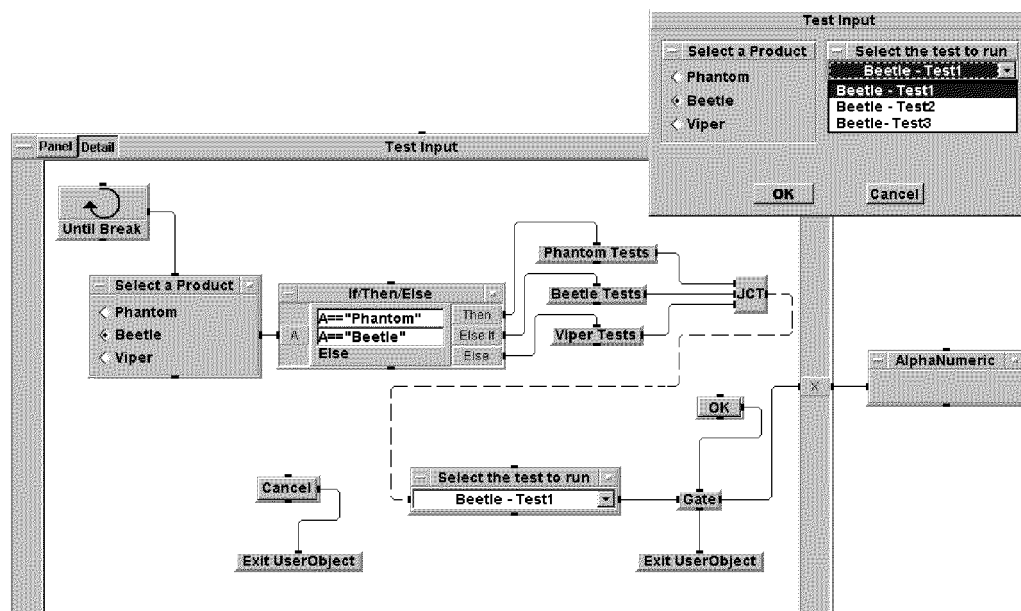 Test Input
Select a Product
Phantom
Beetle
Viper
Select the test to run
Beetle - Test1
Beetle - Test1
Beetle - Test2
Beetle- Test3
OK
Cancel
Panel
Detail
Test Input
Until Break
Select a Product
Phantom
Beetle
Viper
If/Then/Else
A
A=="Phantom"
A=="Beetle"
Else
Then
Else If
Else
Phantom Tests
Beetle Tests
Viper Tests
JCT
AlphaNumeric
X
OK
Select the test to run
Beetle - Test1
Gate
Cancel
Exit UserObject
Exit UserObject